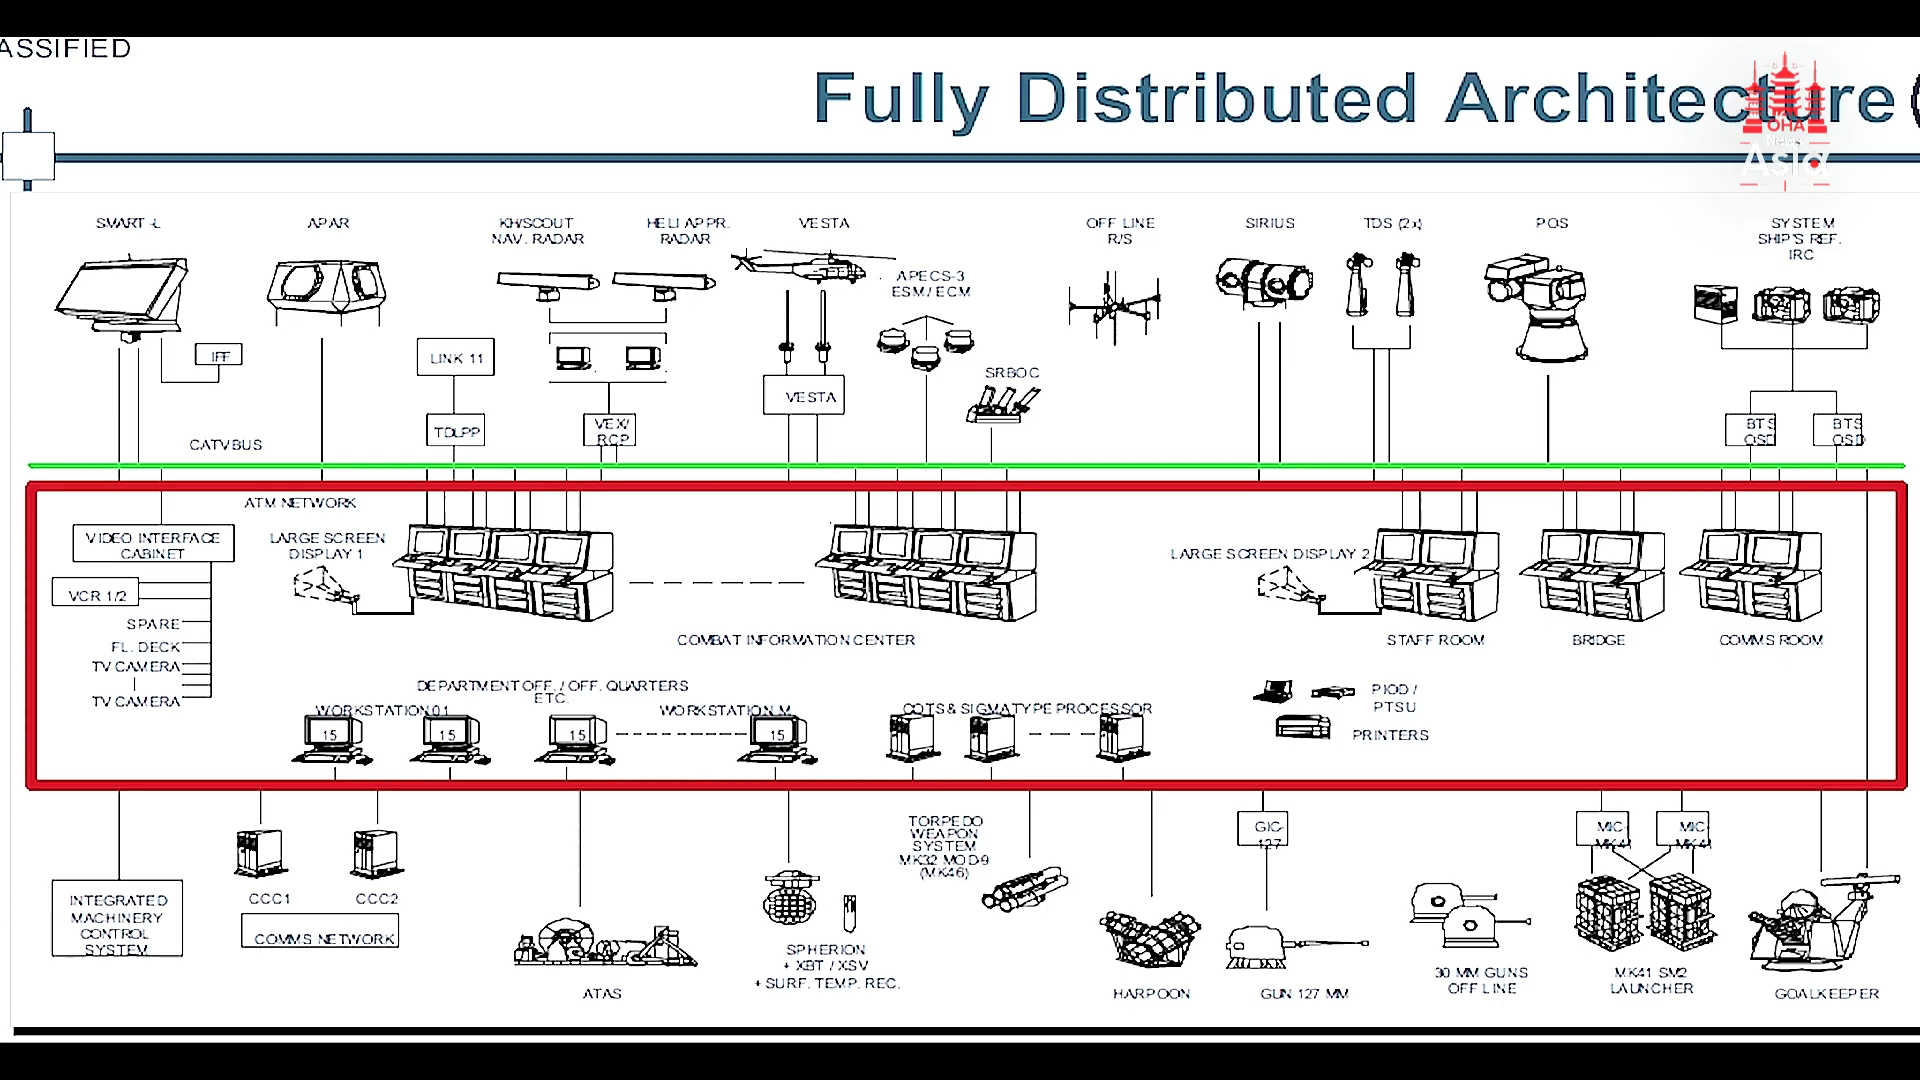 ASSIFIED
Fully Distributed Architecture
OHA
News
Asia
SMART-L
APAR
KH/SCOUT
NAV. RADAR
HELI APPR.
RADAR
VESTA
OFF LINE
R/S
SIRIUS
TDS (2x)
POS
SYSTEM
SHIP'S REF.
IRC
APECS-3
ESM / ECM
IFF
LINK 11
SRBOC
VESTA
TDLPP
VEX/
RCP
BTS
OSD
BTS
OSD
CATV BUS
ATM NETWORK
VIDEO INTERFACE
CABINET
LARGE SCREEN
DISPLAY 1
LARGE SCREEN DISPLAY 2
VCR 1/2
SPARE
FL. DECK
TV CAMERA
TV CAMERA
COMBAT INFORMATION CENTER
STAFF ROOM
BRIDGE
COMMS ROOM
DEPARTMENT OFF. / OFF. QUARTERS
ETC.
WORKSTATION 01
WORKSTATION M
COTS & SIGMA TYPE PROCESSOR
15
15
15
15
PIOD /
PTSU
PRINTERS
INTEGRATED
MACHINERY
CONTROL
SYSTEM
CCC1
CCC2
COMMS NETWORK
ATAS
SPHERION
+ XBT / XSV
+ SURF. TEMP. REC.
TORPEDO
WEAPON
SYSTEM
MK32 MOD-9
(MK46)
HARPOON
GIC-
127
GUN 127 MM
30 MM GUNS
OFF LINE
MIC-
MK41
MIC-
MK41
MK41 SM2
LAUNCHER
GOALKEEPER